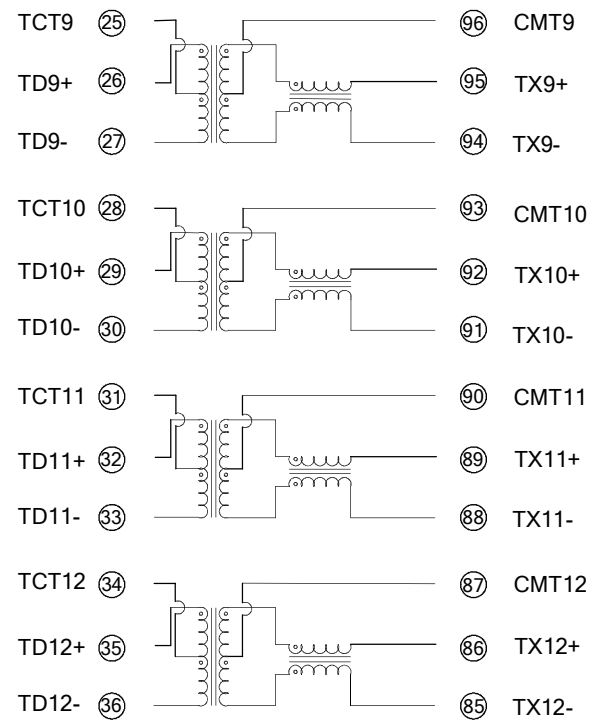 TCT9 25 96 CMT9
TD9+ 26 95 TX9+
TD9- 27 94 TX9-
TCT10 28 93 CMT10
TD10+ 29 92 TX10+
TD10- 30 91 TX10-
TCT11 31 90 CMT11
TD11+ 32 89 TX11+
TD11- 33 88 TX11-
TCT12 34 87 CMT12
TD12+ 35 86 TX12+
TD12- 36 85 TX12-